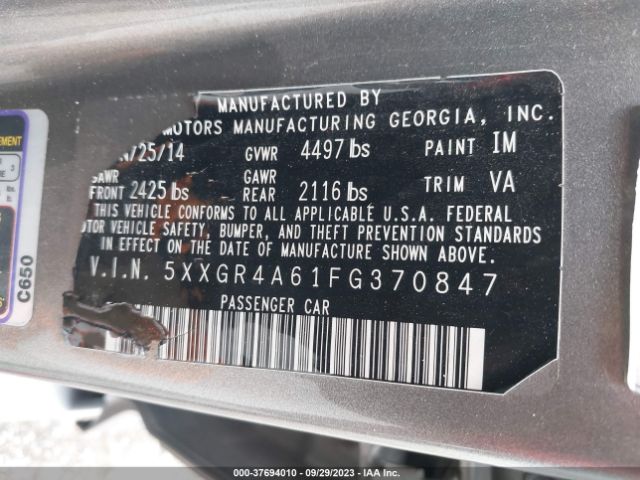 MANUFACTURED BY
MOTORS MANUFACTURING GEORGIA, INC.
/25/14 GVWR 4497 lbs PAINT IM
GAWR FRONT 2425 lbs GAWR REAR 2116 lbs TRIM VA
THIS VEHICLE CONFORMS TO ALL APPLICABLE U.S.A. FEDERAL
OTOR VEHICLE SAFETY, BUMPER, AND THEFT PREVENTION STANDARDS
IN EFFECT ON THE DATE OF MANUFACTURE SHOWN ABOVE.
V.I.N. 5XXGR4A61FG370847
PASSENGER CAR
C650
000-37694010 | 09/29/2023 | IAA Inc.